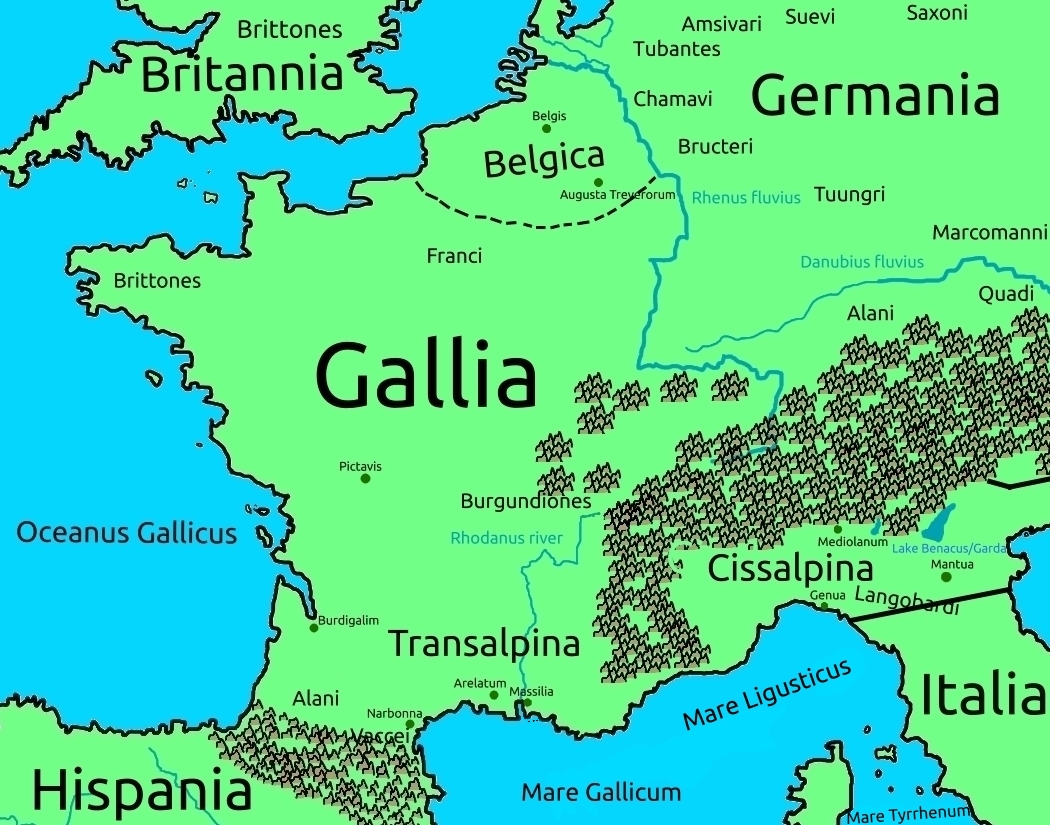 Saxoni
Suevi
Amsivari
Brittones
Tubantes
Britannia
Germania
Chamavi
Belgis
Bructeri
Belgica
Augusta Treverorum
Rhenus fluvius
Tuungri
Marcomanni
Franci
Danubius fluvius
Brittones
Quadi
Alani
Gallia
Pictavis
Burgundiones
Oceanus Gallicus
Rhodanus river
Mediolanum
Lake Benacus/Garda
Cissalpina
Mantua
Genua
Langobardi
Burdigalim
Transalpina
Arelatum
Massilia
Mare Ligusticus
Italia
Alani
Narbonna
Vaccei
Hispania
Mare Gallicum
Mare Tyrrhenum